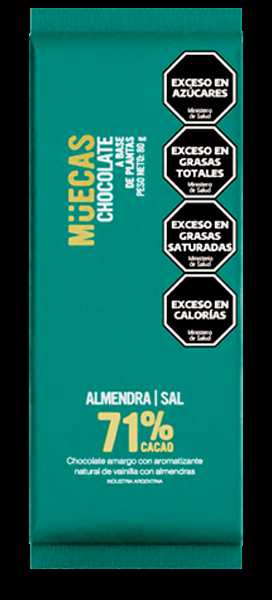 MÜECAS
CHOCOLATE
A BASE
DE PLANTAS
PESO NETO: 80 g
EXCESO EN
AZÚCARES
Ministerio
de Salud
EXCESO EN
GRASAS
TOTALES
Ministerio
de Salud
EXCESO EN
GRASAS
SATURADAS
Ministerio
de Salud
EXCESO EN
CALORÍAS
Ministerio
de Salud
ALMENDRA | SAL
71%
CACAO
Chocolate amargo con aromatizante
natural de vainilla con almendras
INDUSTRIA ARGENTINA